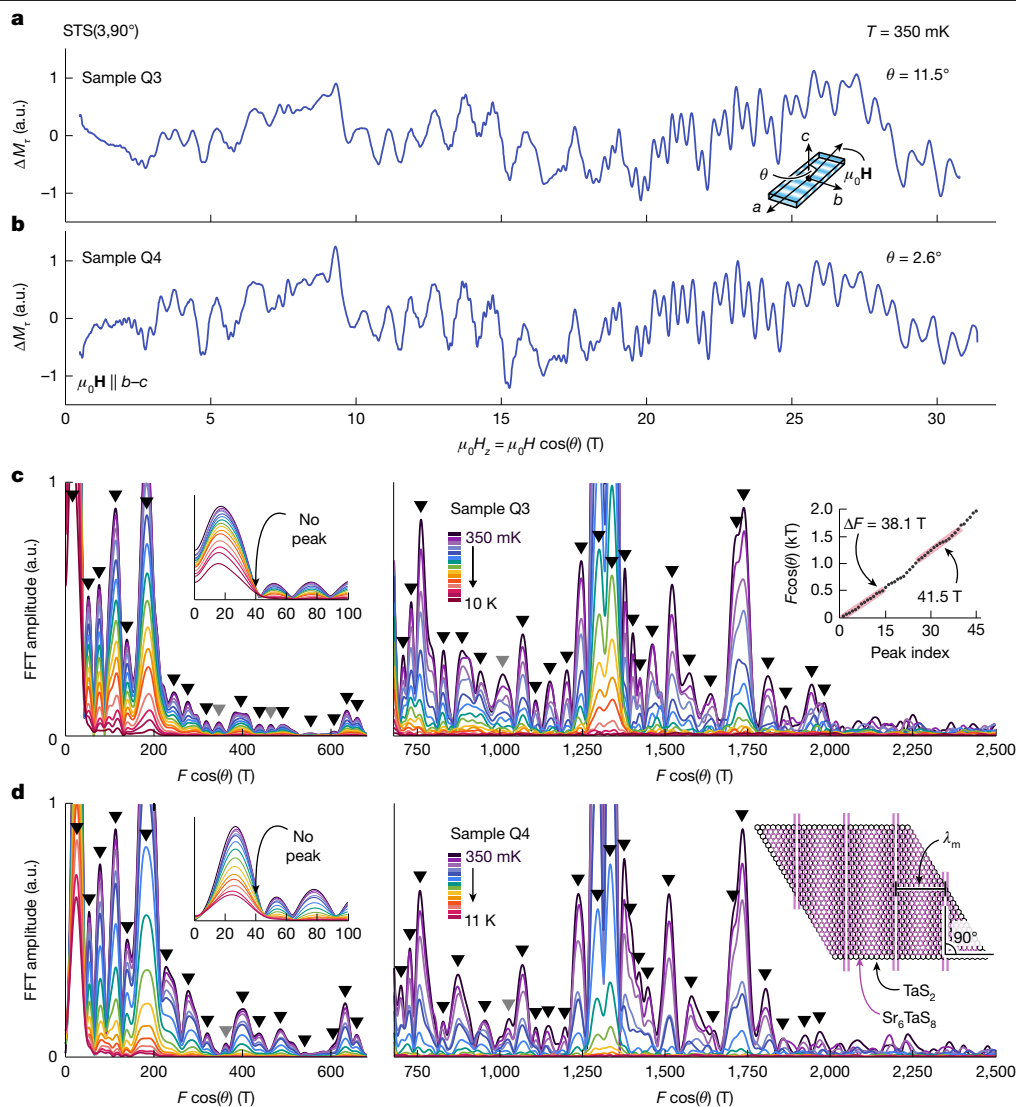 a
STS(3,90°)
T = 350 mK
Sample Q3
θ = 11.5°
ΔMτ (a.u.)
1
0
−1
c
θ
μ0H
a
b
0
5
10
15
20
25
30
b
Sample Q4
θ = 2.6°
ΔMτ (a.u.)
1
0
−1
μ0H || b–c
0
5
10
15
20
25
30
μ0Hz = μ0H cos(θ) (T)
c
FFT amplitude (a.u.)
1
0
No
peak
0 20 40 60 80 100
Sample Q3
350 mK
10 K
Fcos(θ) (kT)
2.0
1.5
1.0
0.5
0
ΔF = 38.1 T
41.5 T
0 15 30 45
Peak index
0 200 400 600
750 1,000 1,250 1,500 1,750 2,000 2,250 2,500
F cos(θ) (T)
F cos(θ) (T)
d
FFT amplitude (a.u.)
1
0
No
peak
0 20 40 60 80 100
Sample Q4
350 mK
11 K
λm
90°
TaS2
Sr6TaS8
0 200 400 600
750 1,000 1,250 1,500 1,750 2,000 2,250 2,500
F cos(θ) (T)
F cos(θ) (T)